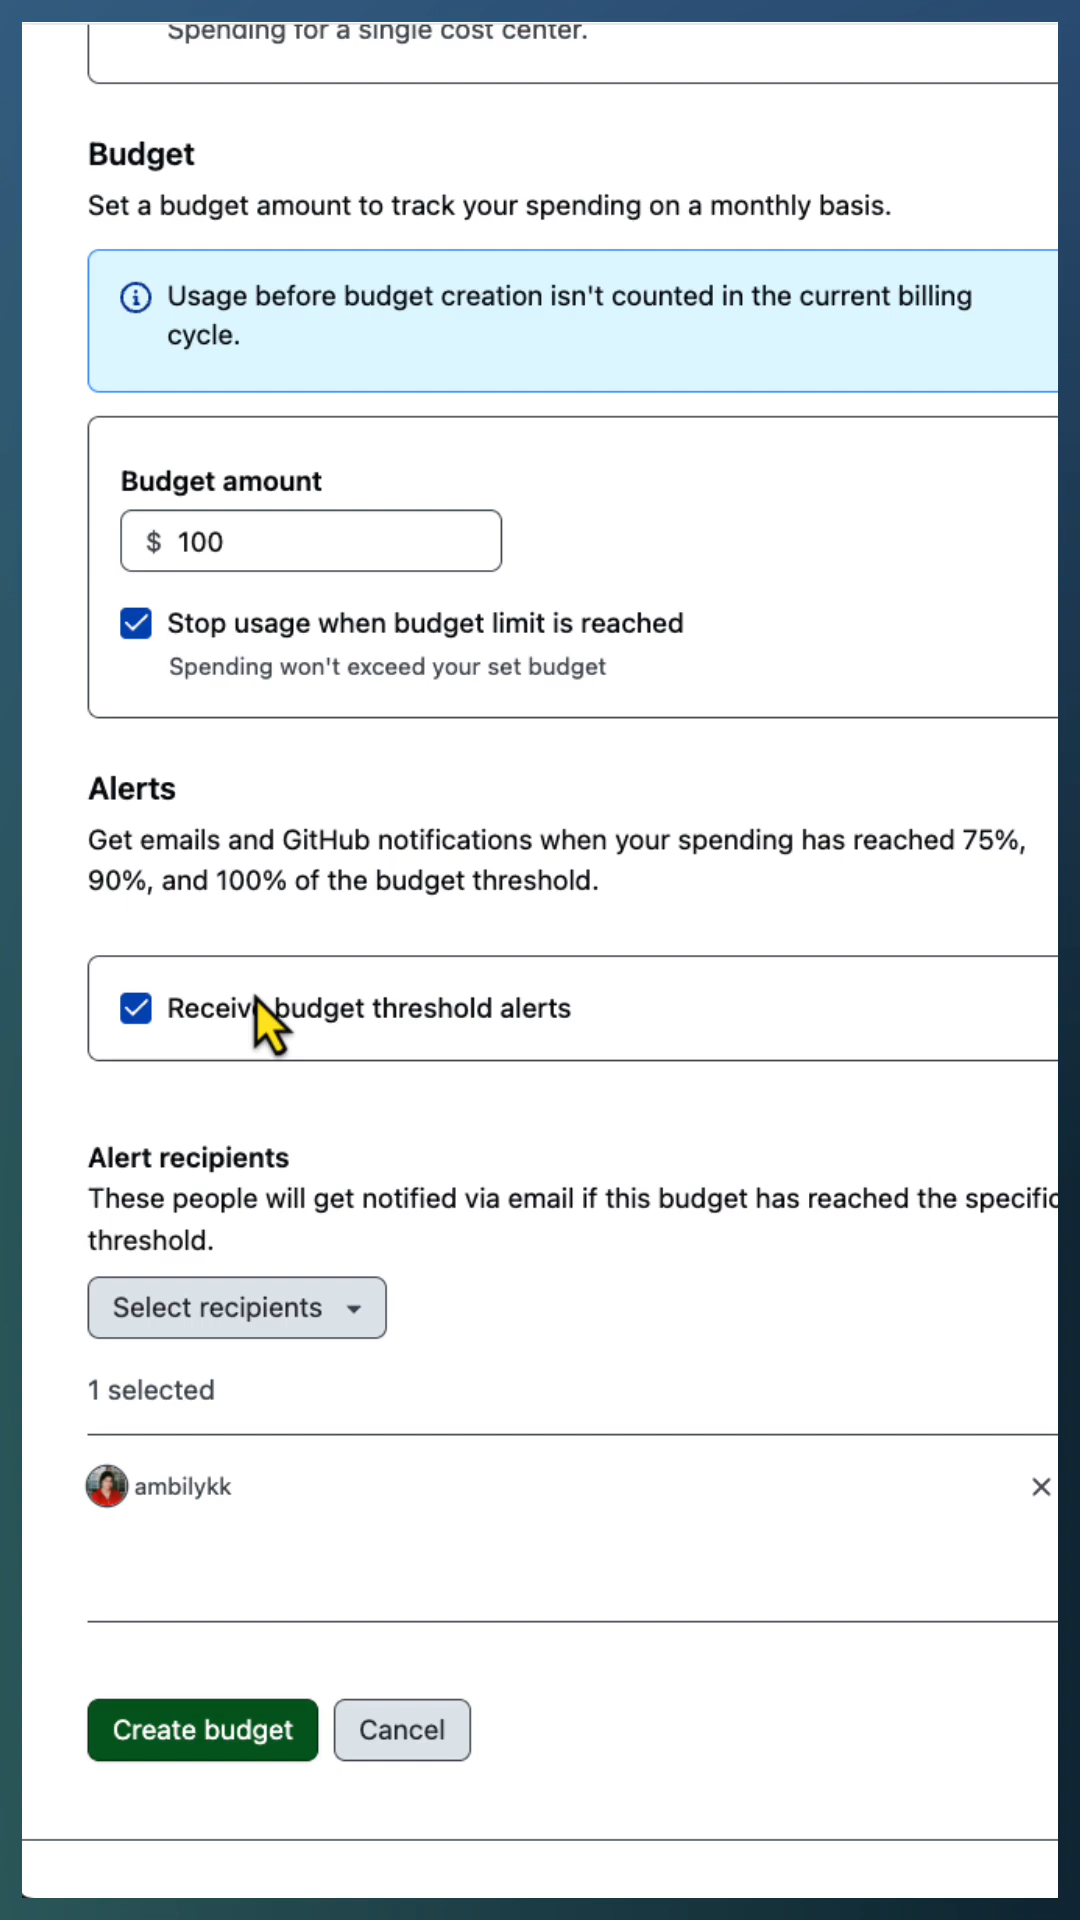 Spending for a single cost center.
Budget
Set a budget amount to track your spending on a monthly basis.
Usage before budget creation isn't counted in the current billing
cycle.
Budget amount
$ 100
Stop usage when budget limit is reached
Spending won't exceed your set budget
Alerts
Get emails and GitHub notifications when your spending has reached 75%,
90%, and 100% of the budget threshold.
Receive budget threshold alerts
Alert recipients
These people will get notified via email if this budget has reached the specific
threshold.
Select recipients
1 selected
ambilykk
Create budget
Cancel